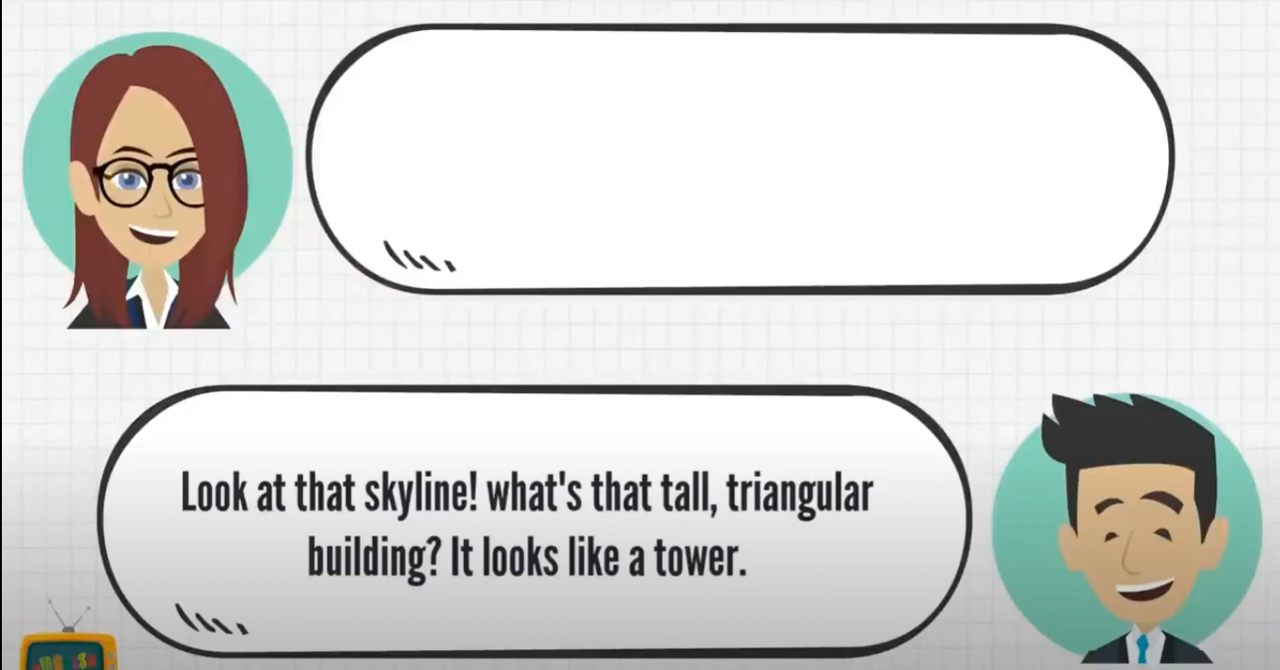 Look at that skyline! what's that tall, triangular
building? It looks like a tower.